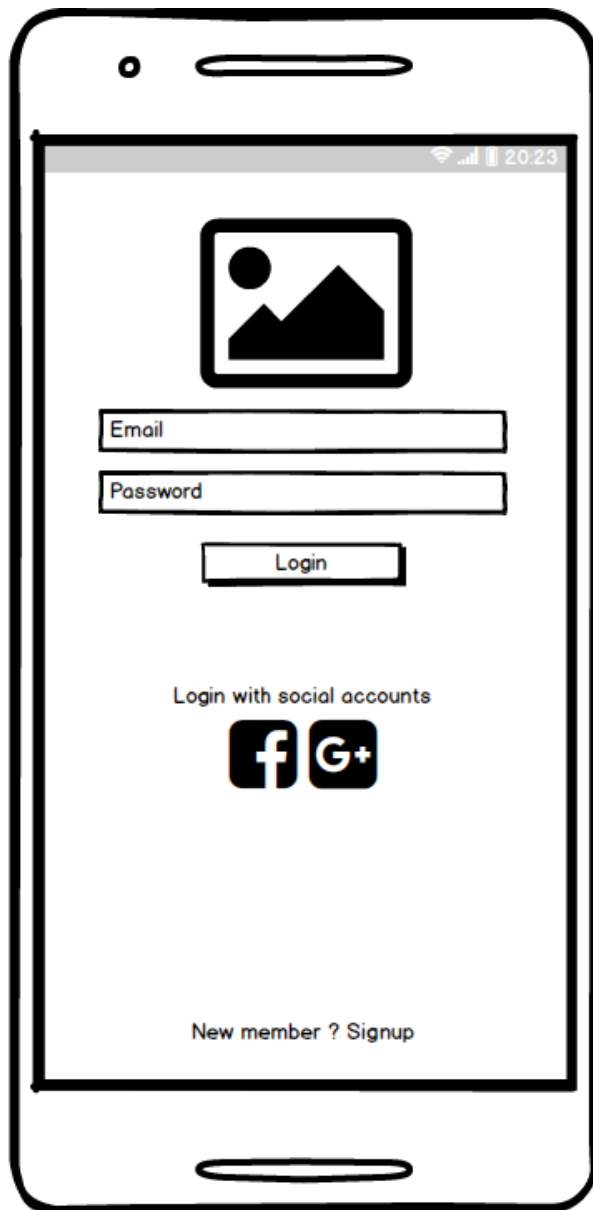 20:23
Email
Password
Login
Login with social accounts
f G+
New member ? Signup